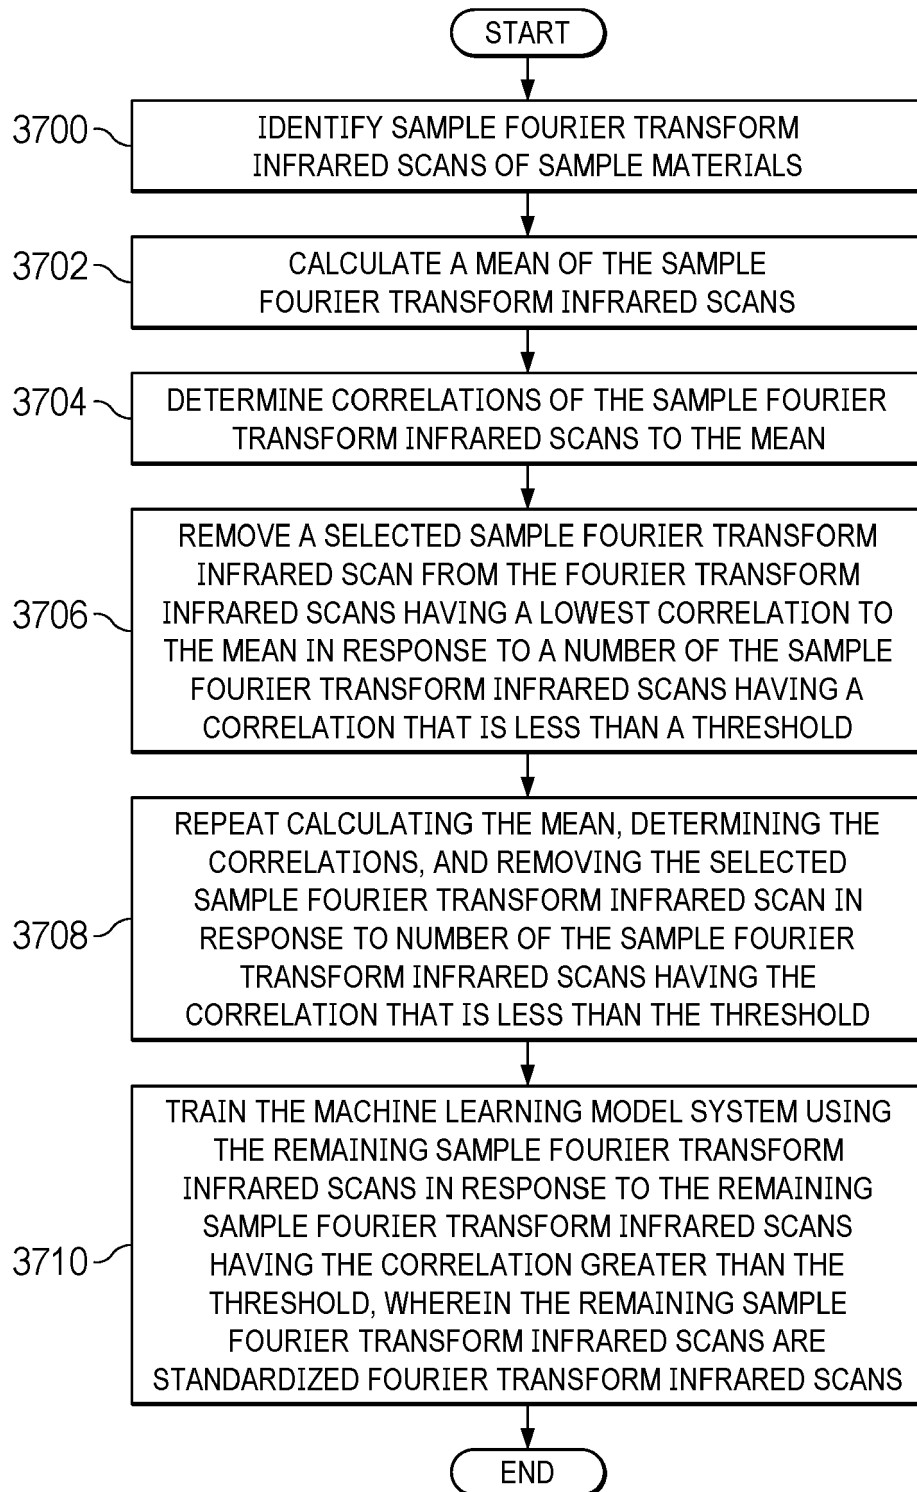 START
3700
IDENTIFY SAMPLE FOURIER TRANSFORM
INFRARED SCANS OF SAMPLE MATERIALS
3702
CALCULATE A MEAN OF THE SAMPLE
FOURIER TRANSFORM INFRARED SCANS
3704
DETERMINE CORRELATIONS OF THE SAMPLE FOURIER
TRANSFORM INFRARED SCANS TO THE MEAN
3706
REMOVE A SELECTED SAMPLE FOURIER TRANSFORM
INFRARED SCAN FROM THE FOURIER TRANSFORM
INFRARED SCANS HAVING A LOWEST CORRELATION TO
THE MEAN IN RESPONSE TO A NUMBER OF THE SAMPLE
FOURIER TRANSFORM INFRARED SCANS HAVING A
CORRELATION THAT IS LESS THAN A THRESHOLD
3708
REPEAT CALCULATING THE MEAN, DETERMINING THE
CORRELATIONS, AND REMOVING THE SELECTED
SAMPLE FOURIER TRANSFORM INFRARED SCAN IN
RESPONSE TO NUMBER OF THE SAMPLE FOURIER
TRANSFORM INFRARED SCANS HAVING THE
CORRELATION THAT IS LESS THAN THE THRESHOLD
3710
TRAIN THE MACHINE LEARNING MODEL SYSTEM USING
THE REMAINING SAMPLE FOURIER TRANSFORM
INFRARED SCANS IN RESPONSE TO THE REMAINING
SAMPLE FOURIER TRANSFORM INFRARED SCANS
HAVING THE CORRELATION GREATER THAN THE
THRESHOLD, WHEREIN THE REMAINING SAMPLE
FOURIER TRANSFORM INFRARED SCANS ARE
STANDARDIZED FOURIER TRANSFORM INFRARED SCANS
END